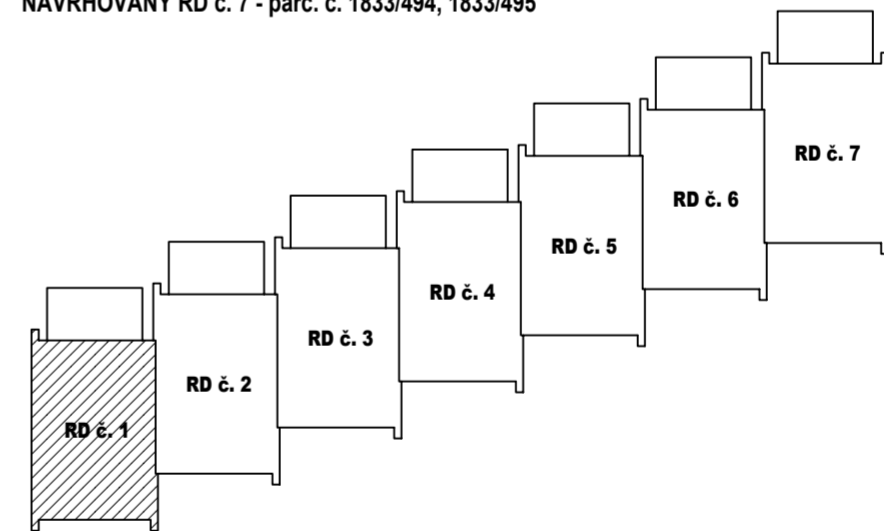 NAVRHOVANÝ RD č. 7 - parc. č. 1833/494, 1833/495
RD č. 7
RD č. 6
RD č. 5
RD č. 4
RD č. 3
RD č. 2
RD č. 1